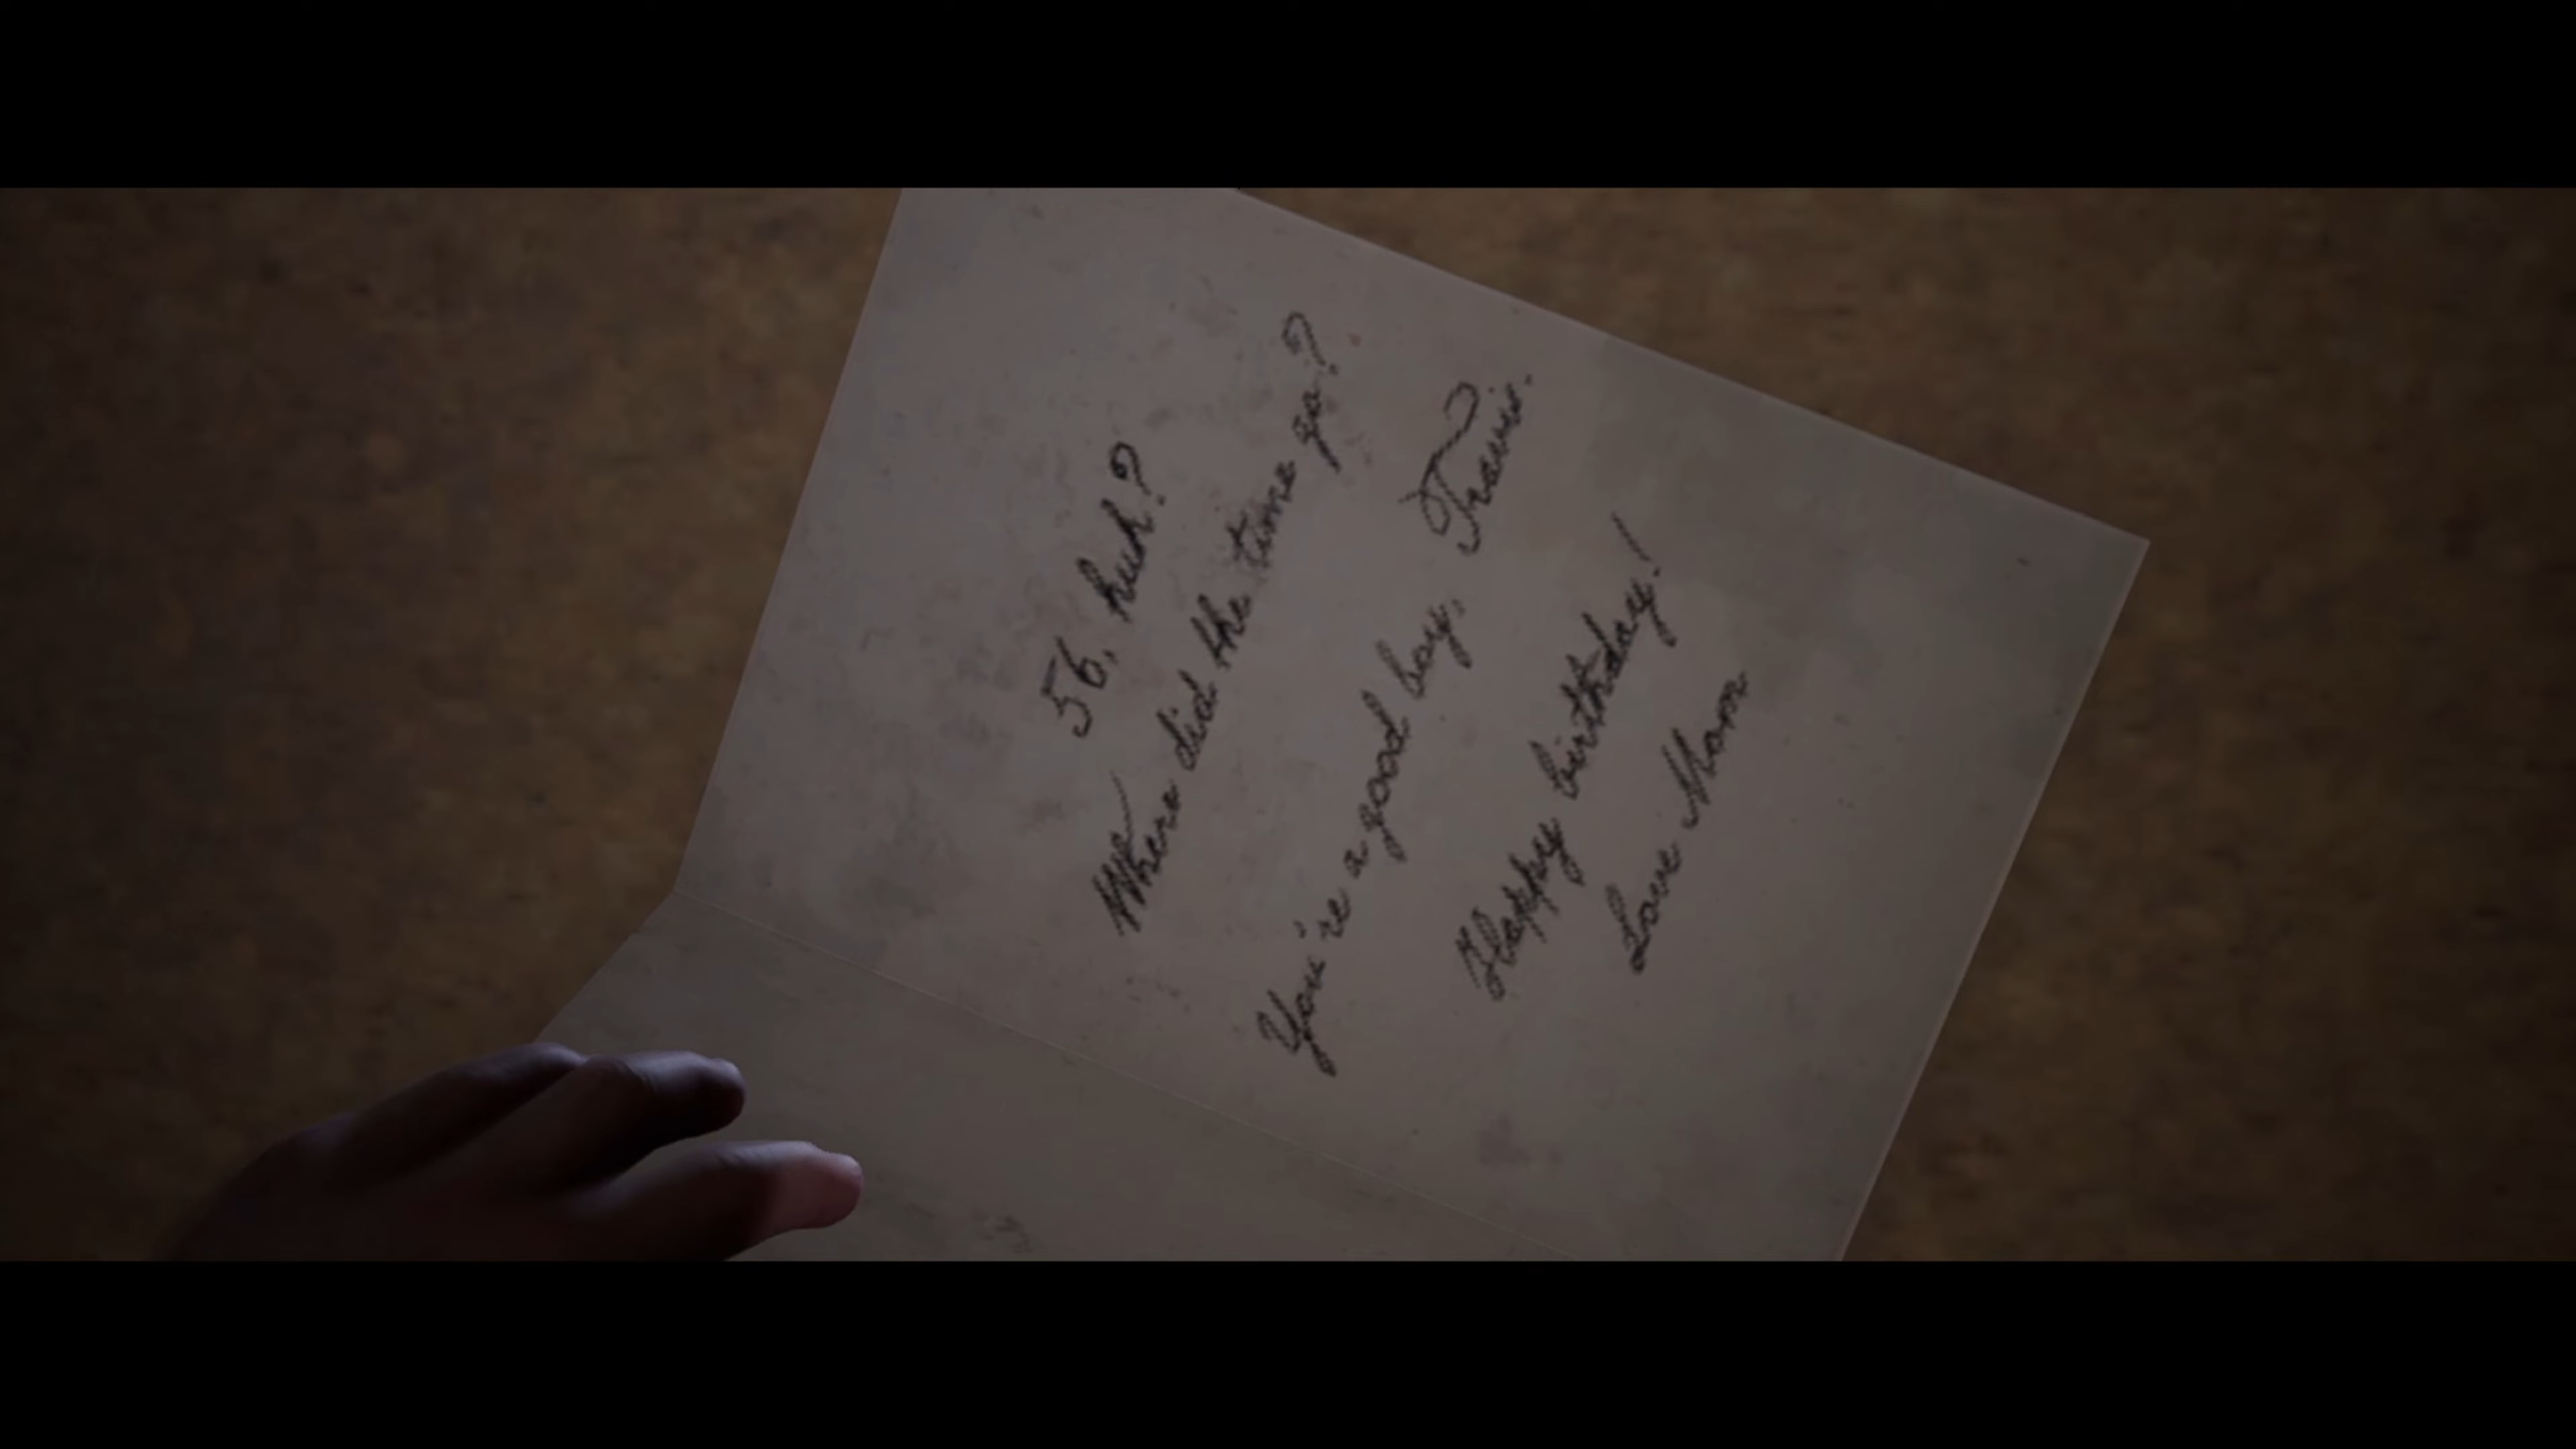 56, huh?
Where did the time go?
You're a good boy, Travis.
Happy birthday!
Love Mom